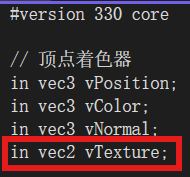 #version 330 core
// 顶点着色器
in vec3 vPosition;
in vec3 vColor;
in vec3 vNormal;
in vec2 vTexture;